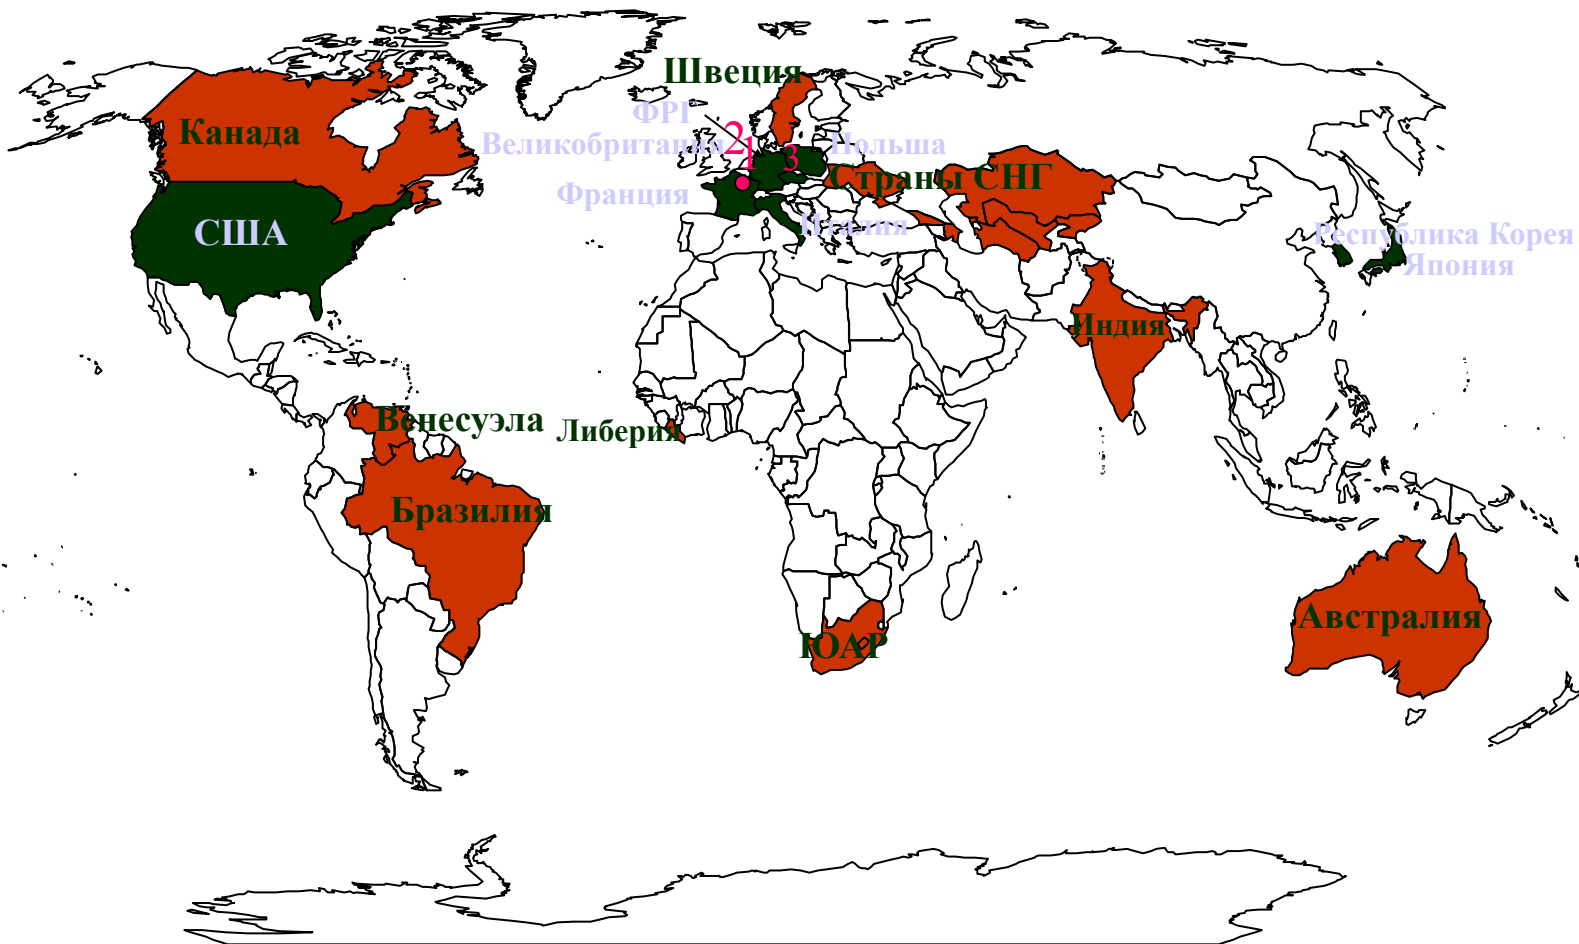 Швеция
ФРГ
Канада
Великобритания
2
1
3
Польша
Страны СНГ
Франция
США
Италия
Республика Корея
Япония
Индия
Венесуэла
Либерия
Бразилия
Австралия
ЮАР